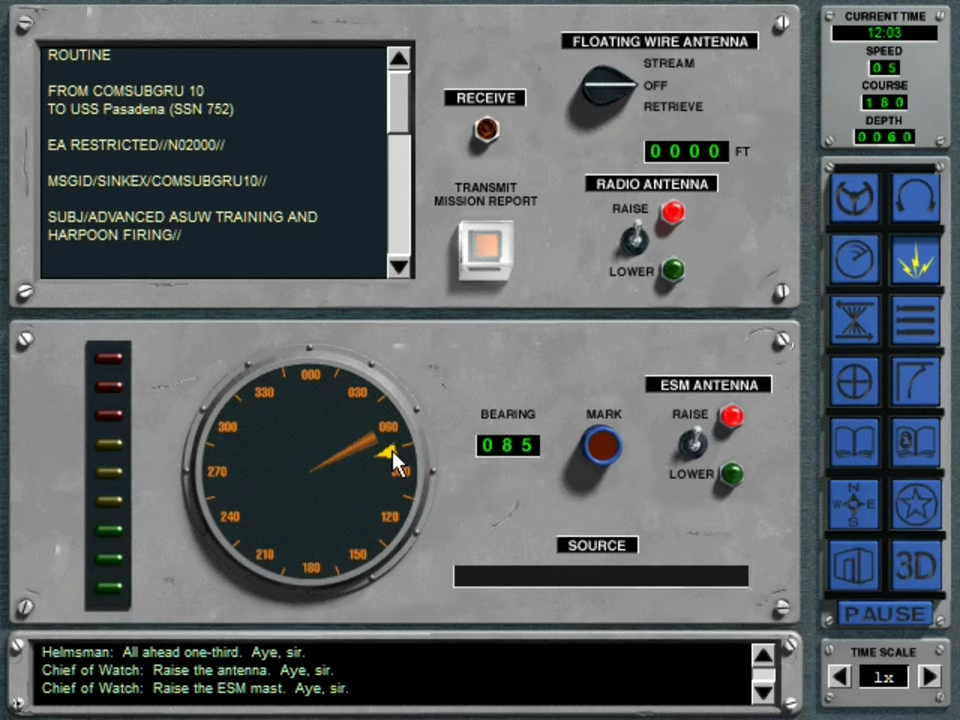 ROUTINE
FROM COMSUBGRU 10
TO USS Pasadena (SSN 752)
EA RESTRICTED//N02000//
MSGID/SINKEX/COMSUBGRU10//
SUBJ/ADVANCED ASUW TRAINING AND
HARPOON FIRING//
RECEIVE
TRANSMIT
MISSION REPORT
FLOATING WIRE ANTENNA
STREAM
OFF
RETRIEVE
0000 FT
RADIO ANTENNA
RAISE
LOWER
CURRENT TIME
12:03
SPEED
05
COURSE
180
DEPTH
0060
000
030
060
120
150
180
210
240
270
300
330
BEARING
085
MARK
ESM ANTENNA
RAISE
LOWER
SOURCE
N
W E
S
3D
PAUSE
Helmsman: All ahead one-third. Aye, sir.
Chief of Watch: Raise the antenna. Aye, sir.
Chief of Watch: Raise the ESM mast. Aye, sir.
TIME SCALE
1x